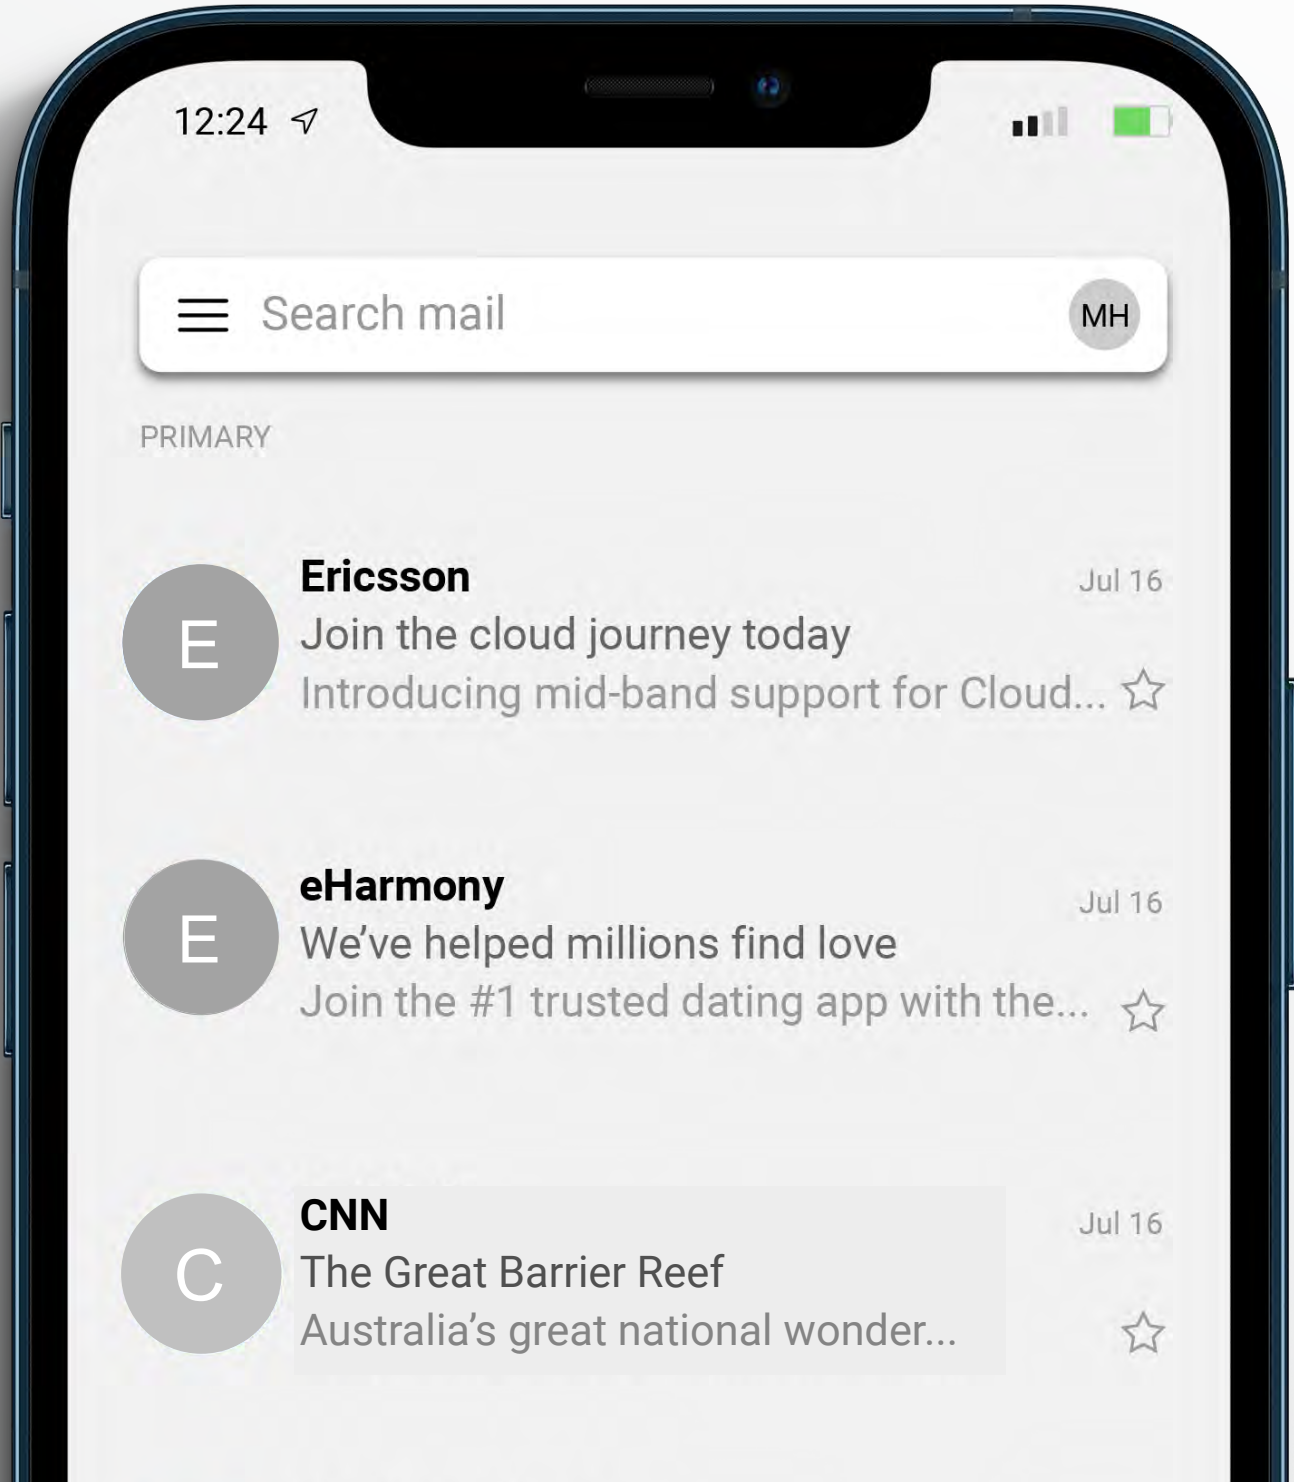 12:24
Search mail
MH
PRIMARY
E
Ericsson
Jul 16
Join the cloud journey today
Introducing mid-band support for Cloud...
E
eHarmony
Jul 16
We’ve helped millions find love
Join the #1 trusted dating app with the...
C
CNN
Jul 16
The Great Barrier Reef
Australia’s great national wonder...